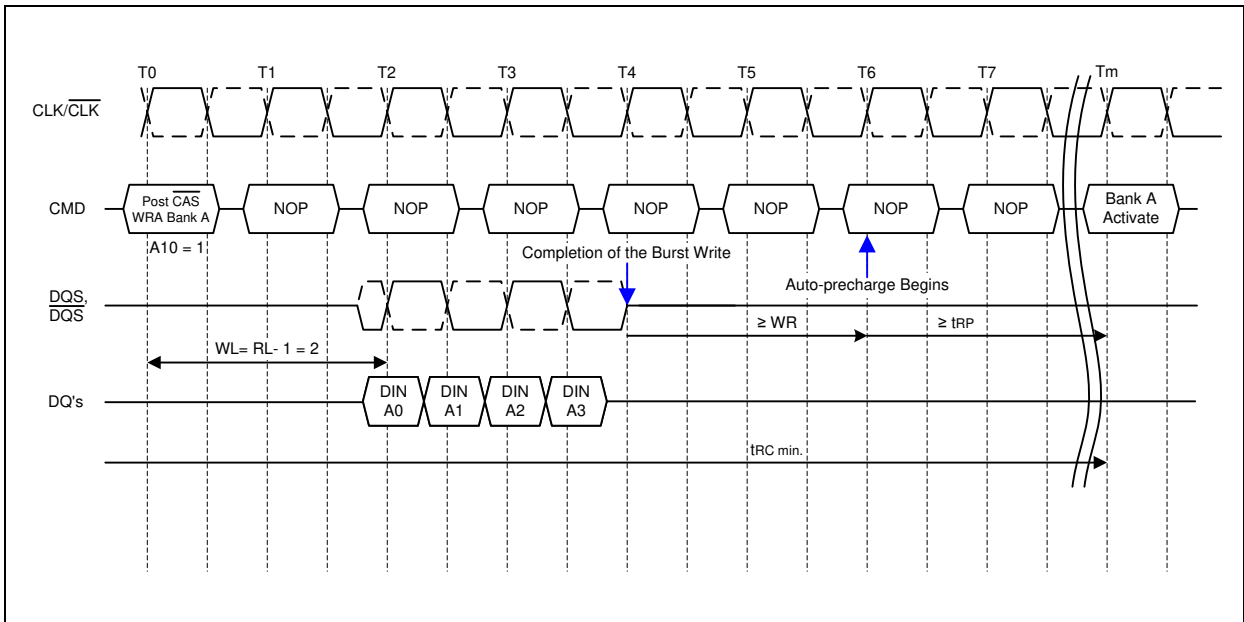 T0 T1 T2 T3 T4 T5 T6 T7 Tm
CLK/CLK
CMD
Post CAS
WRA Bank A
NOP NOP NOP NOP NOP NOP NOP
Bank A
Activate
A10 = 1
Completion of the Burst Write
Auto-precharge Begins
DQS,
DQS
≥ WR
≥ tRP
WL= RL- 1 = 2
DQ's
DIN
A0
DIN
A1
DIN
A2
DIN
A3
tRC min.